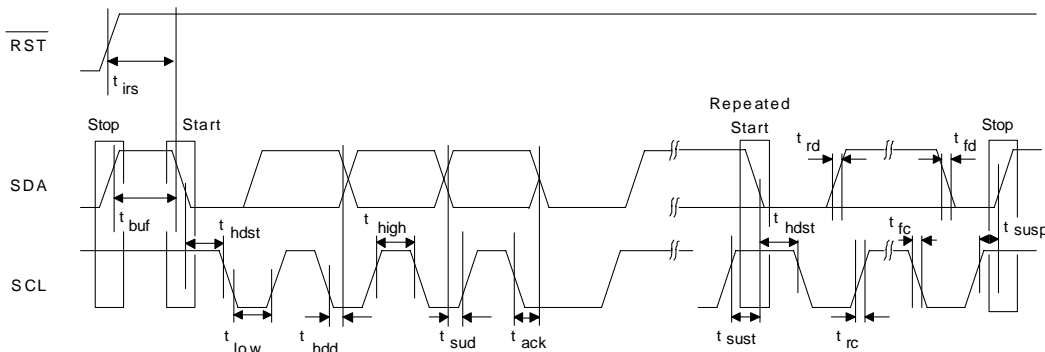 RST
t irs
Repeated
Stop
Start
Start
Stop
t rd
t fd
SDA
t buf
t hdst
t high
t hdst
t fc
t susp
SCL
t low
t hdd
t sud
t ack
t sust
t rc